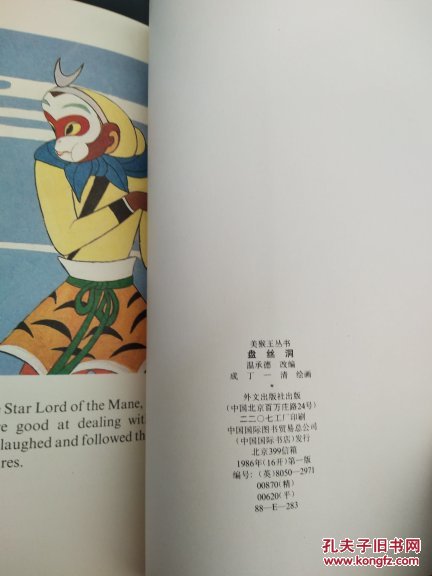 e Star Lord of the Mane,
re good at dealing with
laughed and followed th
res.
美猴王丛书
盘丝洞
温承德 改编
成 丁 一 清 绘画
外文出版社出版
(中国北京百万庄路24号)
二二〇七工厂印刷
中国国际图书贸易总公司
(中国国际书店)发行
北京399信箱
1986年(16开)第一版
编号:(英)8050—2971
00870(精)
00620(平)
88—E—283
孔夫子旧书网